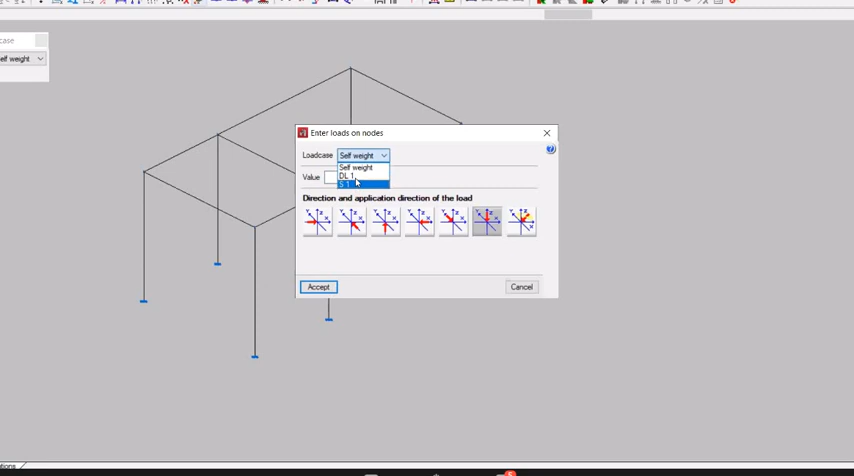 case
elf weight
Enter loads on nodes
Loadcase Self weight
Self weight
DL 1
S 1
Value
Direction and application direction of the load
Accept Cancel
tions
5